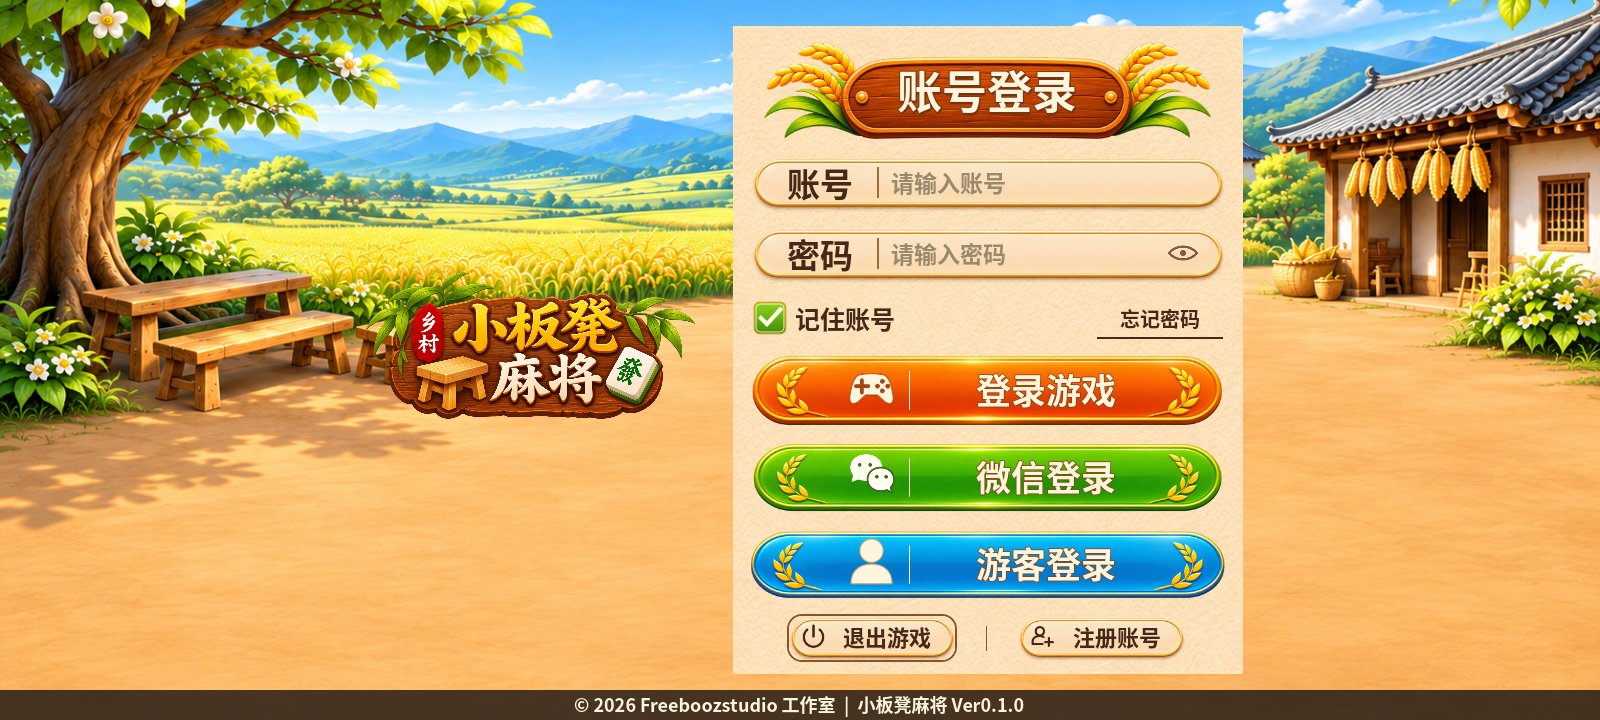 账号登录
账号 请输入账号
密码 请输入密码
记住账号 忘记密码
乡村
小板凳
麻将
發
登录游戏
微信登录
游客登录
退出游戏 注册账号
© 2026 Freeboozstudio 工作室 | 小板凳麻将 Ver0.1.0